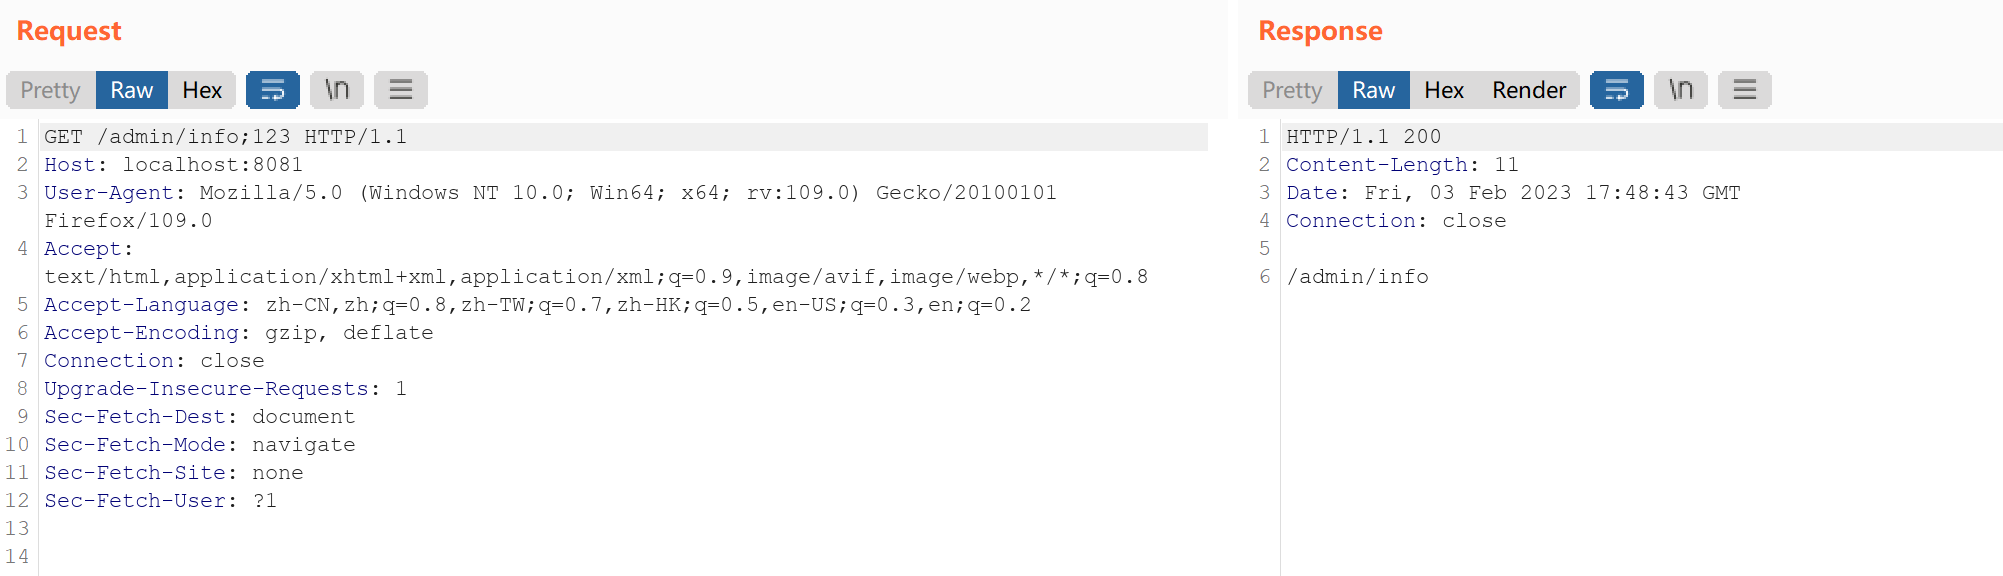 Request
Pretty Raw Hex \n
1 GET /admin/info;123 HTTP/1.1
2 Host: localhost:8081
3 User-Agent: Mozilla/5.0 (Windows NT 10.0; Win64; x64; rv:109.0) Gecko/20100101
Firefox/109.0
4 Accept:
text/html,application/xhtml+xml,application/xml;q=0.9,image/avif,image/webp,*/*;q=0.8
5 Accept-Language: zh-CN,zh;q=0.8,zh-TW;q=0.7,zh-HK;q=0.5,en-US;q=0.3,en;q=0.2
6 Accept-Encoding: gzip, deflate
7 Connection: close
8 Upgrade-Insecure-Requests: 1
9 Sec-Fetch-Dest: document
10 Sec-Fetch-Mode: navigate
11 Sec-Fetch-Site: none
12 Sec-Fetch-User: ?1
13
14
Response
Pretty Raw Hex Render \n
1 HTTP/1.1 200
2 Content-Length: 11
3 Date: Fri, 03 Feb 2023 17:48:43 GMT
4 Connection: close
5
6 /admin/info